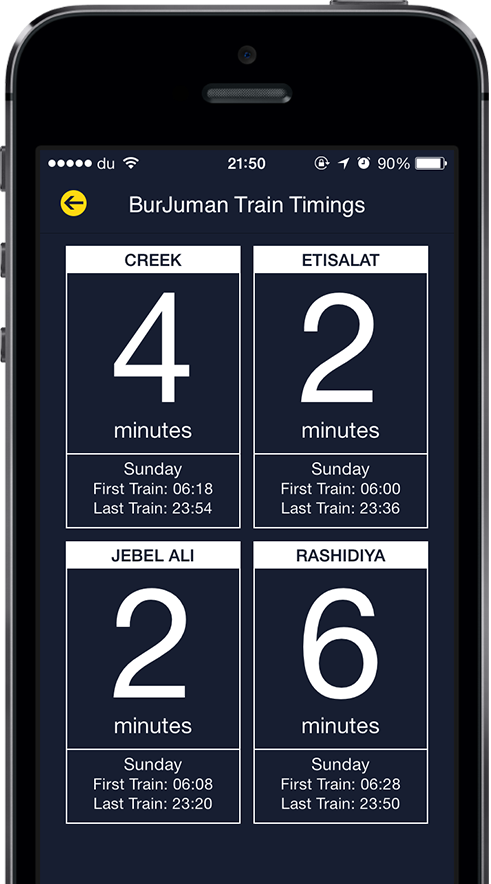 du 21:50 90%
BurJuman Train Timings
CREEK
4
minutes
Sunday
First Train: 06:18
Last Train: 23:54
ETISALAT
2
minutes
Sunday
First Train: 06:00
Last Train: 23:36
JEBEL ALI
2
minutes
Sunday
First Train: 06:08
Last Train: 23:20
RASHIDIYA
6
minutes
Sunday
First Train: 06:28
Last Train: 23:50